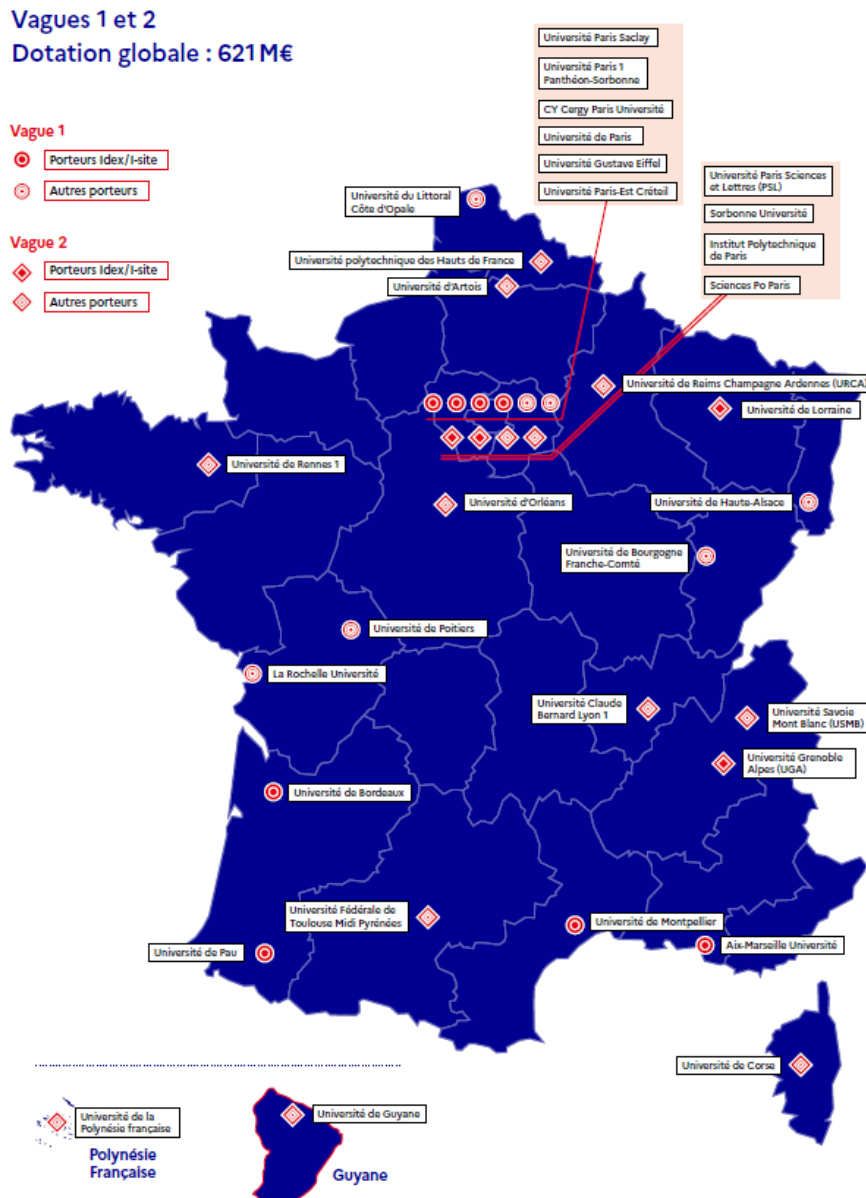 Vagues 1 et 2
Dotation globale : 621 M€
Vague 1
Porteurs Idex/I-site
Autres porteurs
Vague 2
Porteurs Idex/I-site
Autres porteurs
Université Paris Saclay
Université Paris 1
Panthéon-Sorbonne
CY Cergy Paris Université
Université de Paris
Université Gustave Eiffel
Université Paris-Est Créteil
Université Paris Sciences
et Lettres (PSL)
Sorbonne Université
Institut Polytechnique
de Paris
Sciences Po Paris
Université du Littoral
Côte d'Opale
Université polytechnique des Hauts de France
Université d'Artois
Université de Reims Champagne Ardennes (URCA)
Université de Lorraine
Université de Rennes 1
Université d'Orléans
Université de Haute-Alsace
Université de Bourgogne
Franche-Comté
Université de Poitiers
La Rochelle Université
Université Claude
Bernard Lyon 1
Université Savoie
Mont Blanc (USMB)
Université Grenoble
Alpes (UGA)
Université de Bordeaux
Université Fédérale de
Toulouse Midi Pyrénées
Université de Montpellier
Université de Pau
Aix-Marseille Université
Université de Corse
Université de la
Polynésie française
Polynésie
Française
Université de Guyane
Guyane